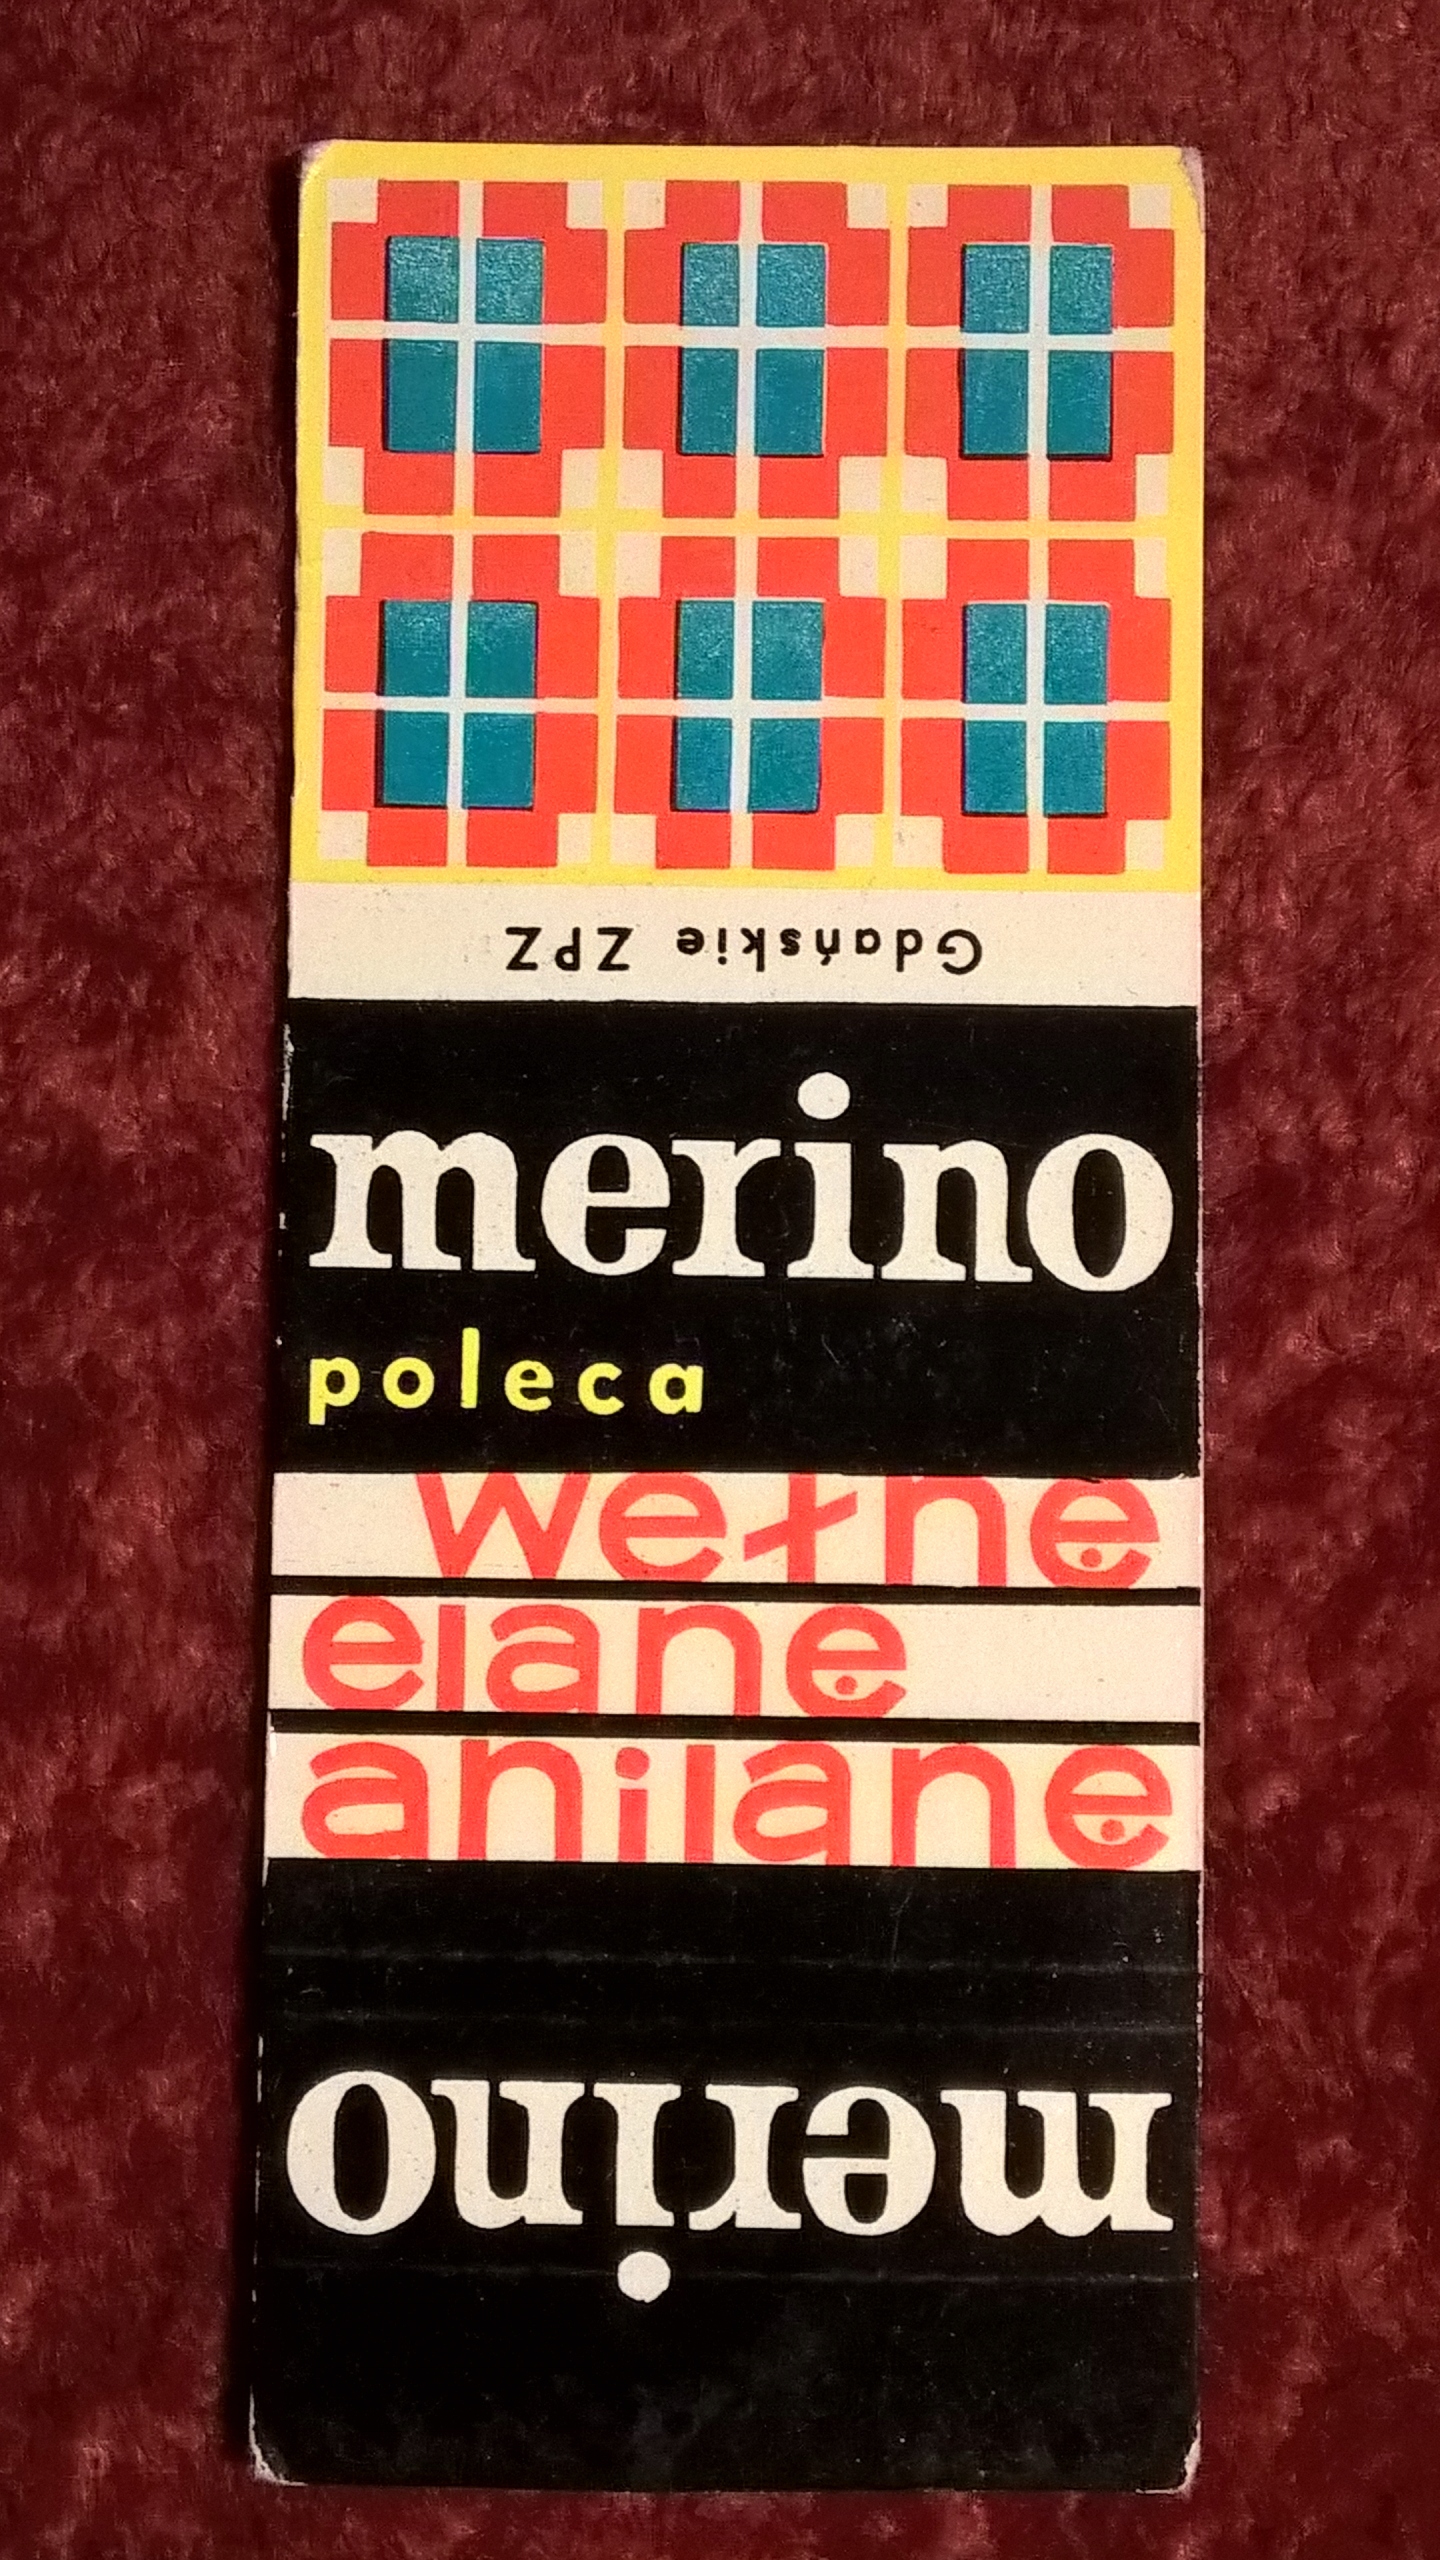 Gdańskie ZPZ
merino
poleca
wełnę
elanę
anilanę
merino